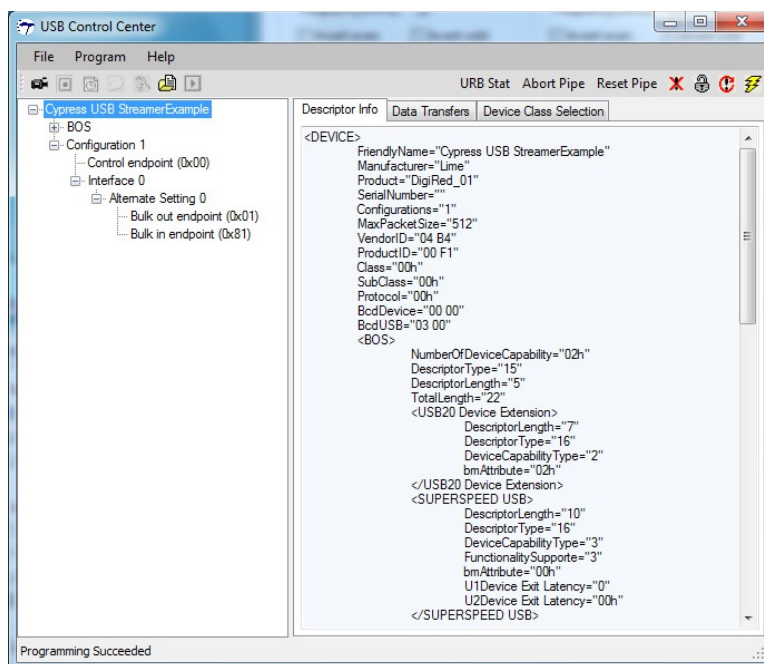 USB Control Center
File Program Help
URB Stat Abort Pipe Reset Pipe
Cypress USB StreamerExample
BOS
Configuration 1
Control endpoint (0x00)
Interface 0
Alternate Setting 0
Bulk out endpoint (0x01)
Bulk in endpoint (0x81)
Descriptor Info Data Transfers Device Class Selection
<DEVICE>
FriendlyName="Cypress USB StreamerExample"
Manufacturer="Lime"
Product="DigiRed_01"
SerialNumber=""
Configurations="1"
MaxPacketSize="512"
VendorID="04 B4"
ProductID="00 F1"
Class="00h"
SubClass="00h"
Protocol="00h"
BcdDevice="00 00"
BcdUSB="03 00"
<BOS>
NumberOfDeviceCapability="02h"
DescriptorType="15"
DescriptorLength="5"
TotalLength="22"
<USB20 Device Extension>
DescriptorLength="7"
DescriptorType="16"
DeviceCapabilityType="2"
bmAttribute="02h"
</USB20 Device Extension>
<SUPERSPEED USB>
DescriptorLength="10"
DescriptorType="16"
DeviceCapabilityType="3"
FunctionalitySupporte="3"
bmAttribute="00h"
U1Device Exit Latency="0"
U2Device Exit Latency="00h"
</SUPERSPEED USB>
Programming Succeeded